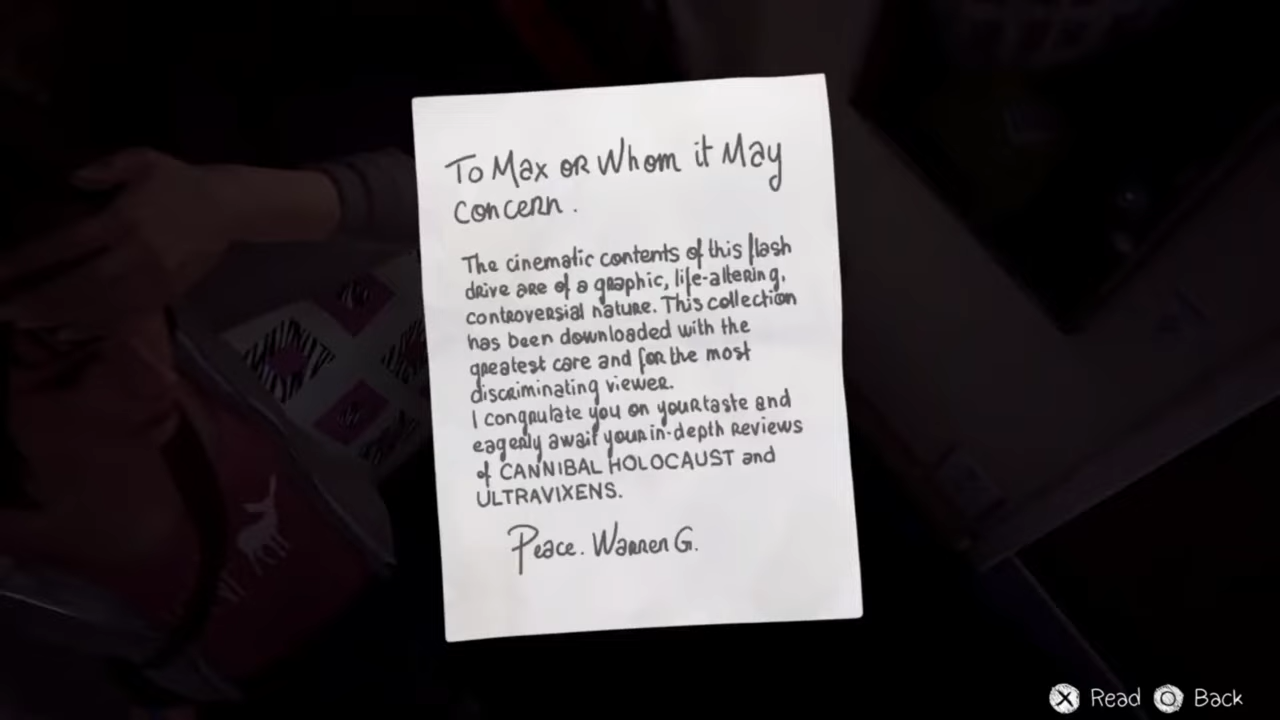 To Max or Whom it May
Concern.
The cinematic contents of this flash
drive are of a graphic, life-altering,
controversial nature. This collection
has been downloaded with the
greatest care and for the most
discriminating viewer.
I congrulate you on your taste and
eagerly await your in-depth reviews
of CANNIBAL HOLOCAUST and
ULTRAVIXENS.
Peace. Warren G.
X Read O Back